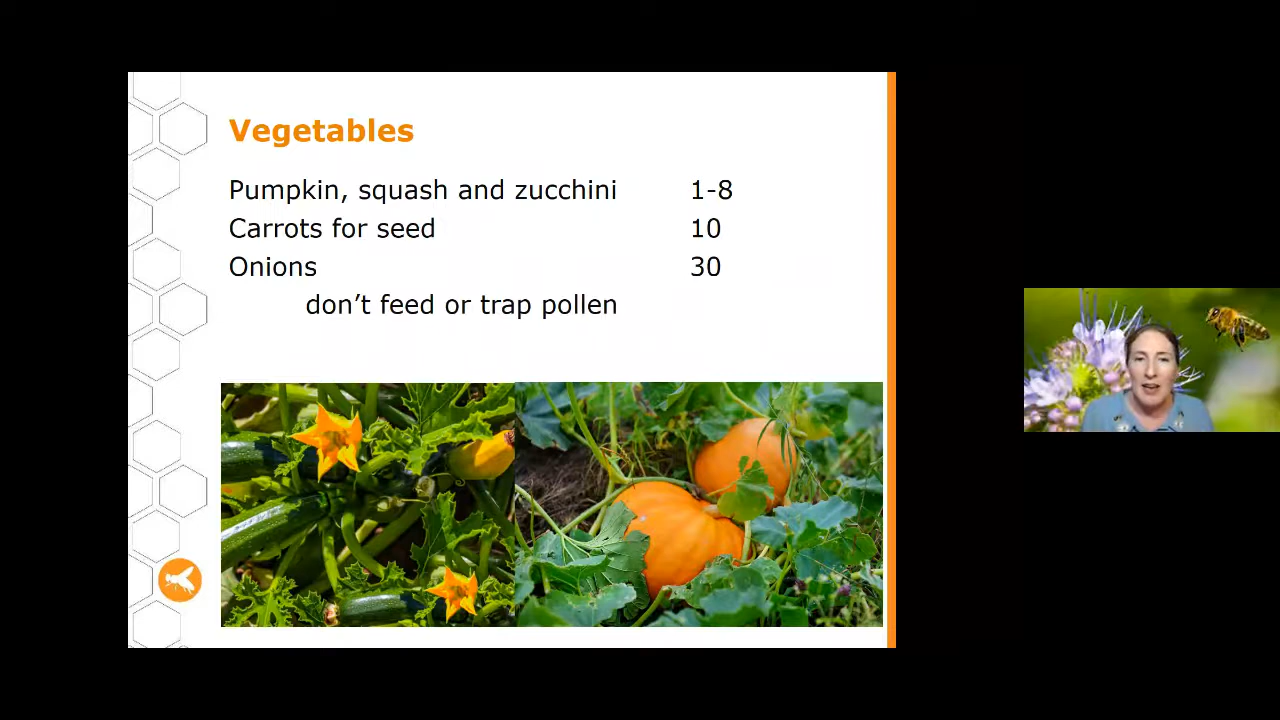 Vegetables
Pumpkin, squash and zucchini 1-8
Carrots for seed 10
Onions 30
don’t feed or trap pollen